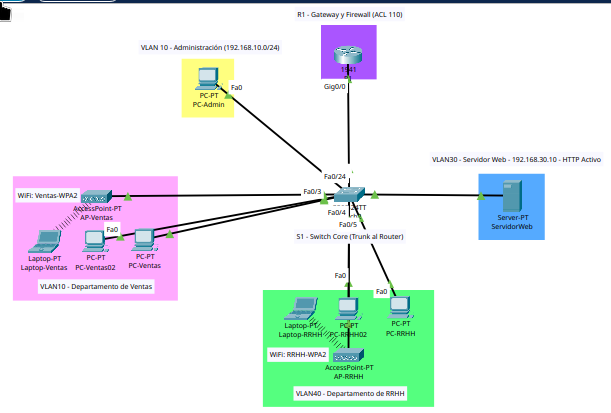 R1 - Gateway y Firewall (ACL 110)
1941
Gig0/0
VLAN 10 - Administración (192.168.10.0/24)
Fa0
PC-PT
PC-Admin
VLAN30 - Servidor Web - 192.168.30.10 - HTTP Activo
Server-PT
ServidorWeb
Fa0/24
Fa0/3
24TT
Fa0/4
Fa0/5
S1 - Switch Core (Trunk al Router)
WiFi: Ventas-WPA2
AccessPoint-PT
AP-Ventas
Fa0
Laptop-PT
Laptop-Ventas
PC-PT
PC-Ventas02
PC-PT
PC-Ventas
VLAN10 - Departamento de Ventas
Fa0
Fa0
Laptop-PT
Laptop-RRHH
PC-PT
PC-RRHH02
PC-PT
PC-RRHH
WiFi: RRHH-WPA2
AccessPoint-PT
AP-RRHH
VLAN40 - Departamento de RRHH